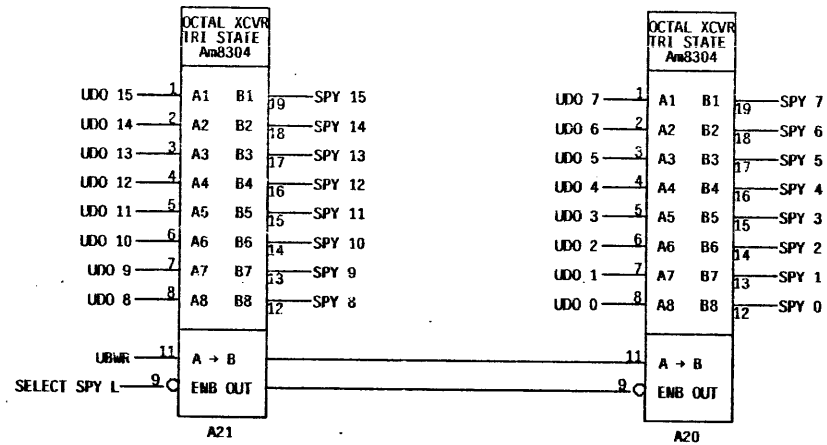 OCTAL XCVR
TRI STATE
Am8304
UDO 15 1 A1 B1 19 SPY 15
UDO 14 2 A2 B2 18 SPY 14
UDO 13 3 A3 B3 17 SPY 13
UDO 12 4 A4 B4 16 SPY 12
UDO 11 5 A5 B5 15 SPY 11
UDO 10 6 A6 B6 14 SPY 10
UDO 9 7 A7 B7 13 SPY 9
UDO 8 8 A8 B8 12 SPY 8
UBWR 11 A → B
SELECT SPY L 9 ENB OUT
A21
OCTAL XCVR
TRI STATE
Am8304
UDO 7 1 A1 B1 19 SPY 7
UDO 6 2 A2 B2 18 SPY 6
UDO 5 3 A3 B3 17 SPY 5
UDO 4 4 A4 B4 16 SPY 4
UDO 3 5 A5 B5 15 SPY 3
UDO 2 6 A6 B6 14 SPY 2
UDO 1 7 A7 B7 13 SPY 1
UDO 0 8 A8 B8 12 SPY 0
11 A → B
9 ENB OUT
A20